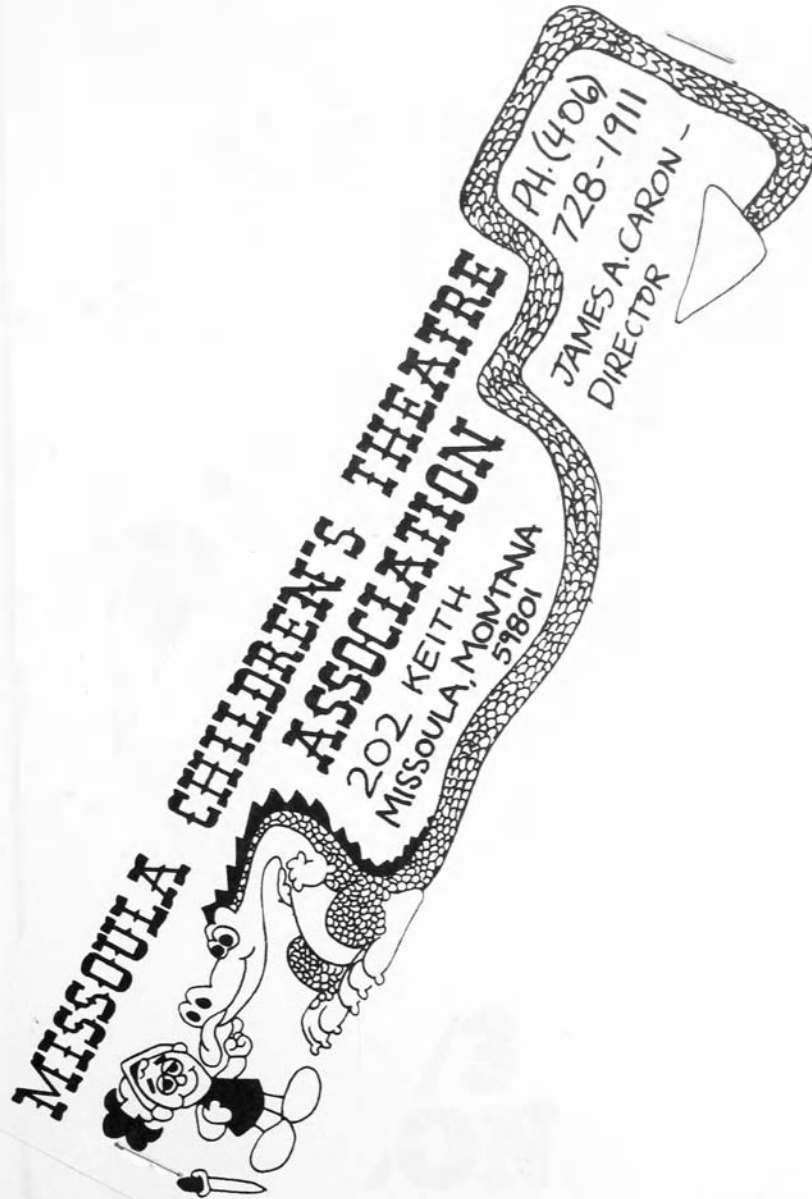 MISSOULA CHILDREN'S THEATRE
ASSOCIATION
202 KEITH
MISSOULA, MONTANA
59801
PH. (406)
728-1911
JAMES A. CARON -
DIRECTOR